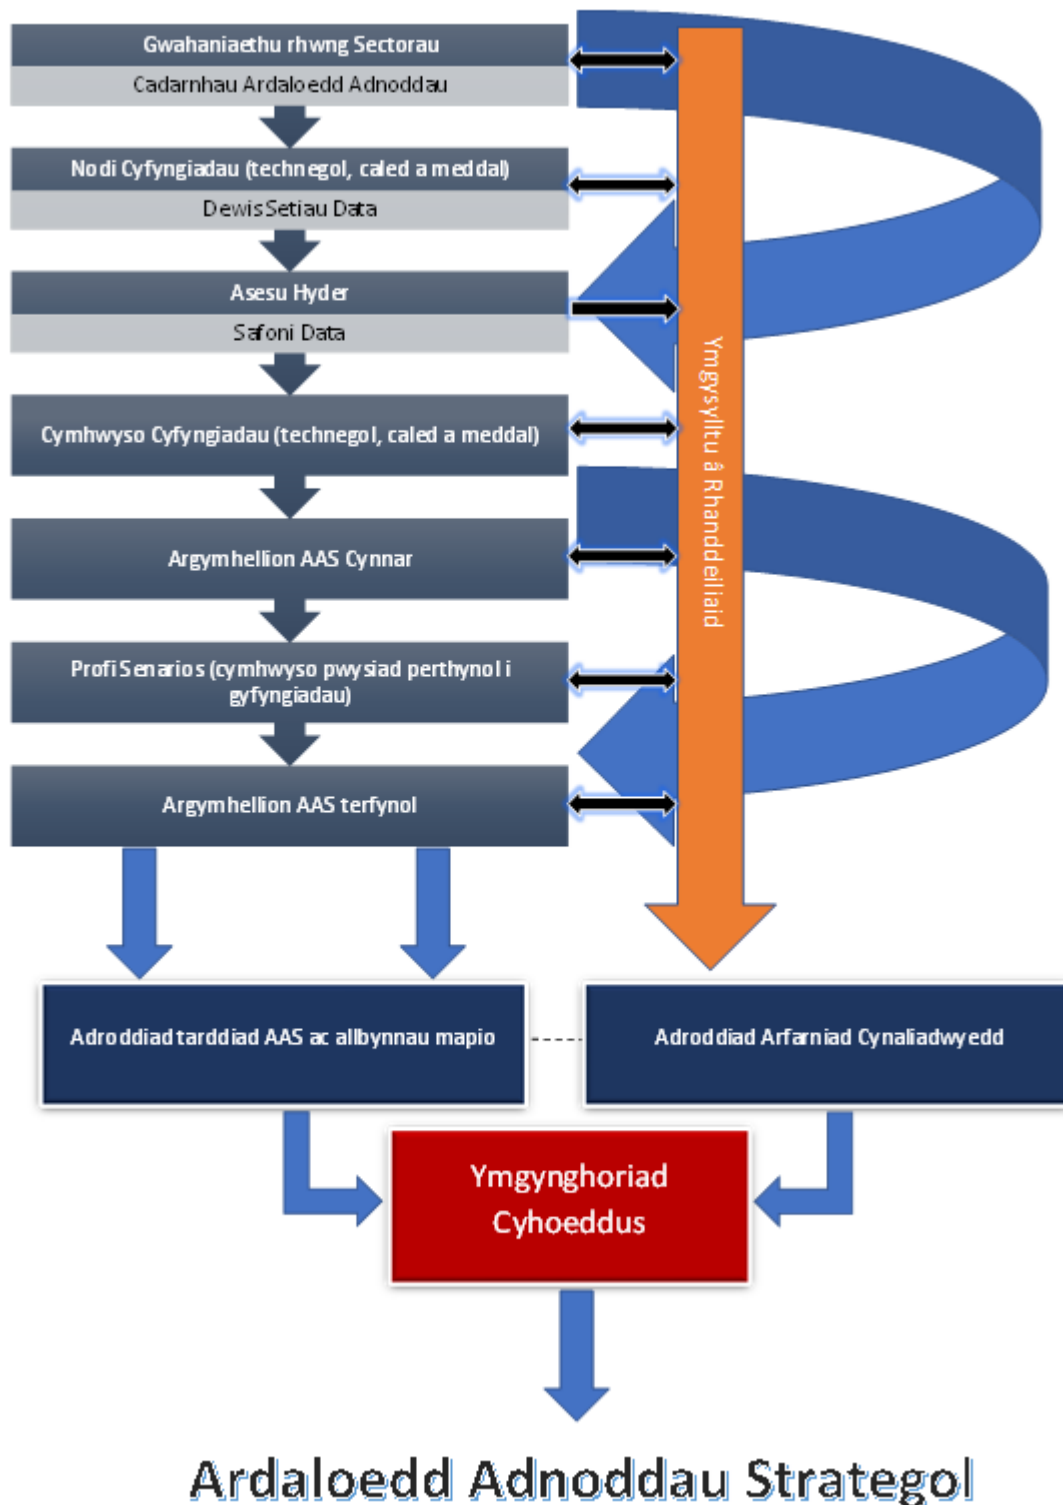 Gwahaniaethu rhwng Sectorau
Cadarnhau Ardaloedd Adnoddau
Nodi Cyfyngiadau (technegol, caled a meddal)
Dewis Setiau Data
Asesu Hyder
Safoni Data
Cymhwyso Cyfyngiadau (technegol, caled a meddal)
Argymhellion AAS Cynnar
Profi Senarios (cymhwyso pwysiad perthynol i
gyfyngiadau)
Argymhellion AAS terfynol
Ymgysylltu â Rhanddeiliaid
Adroddiad tarddiad AAS ac allbynnau mapio
Adroddiad Arfarniad Cynaliadwyedd
Ymgynghoriad
Cyhoeddus
Ardaloedd Adnoddau Strategol